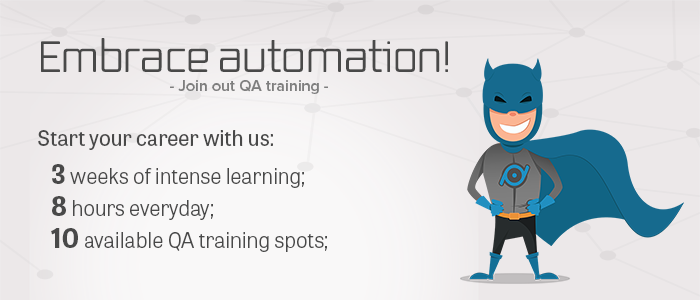 Embrace automation!
- Join out QA training -
Start your career with us:
3 weeks of intense learning;
8 hours everyday;
10 available QA training spots;